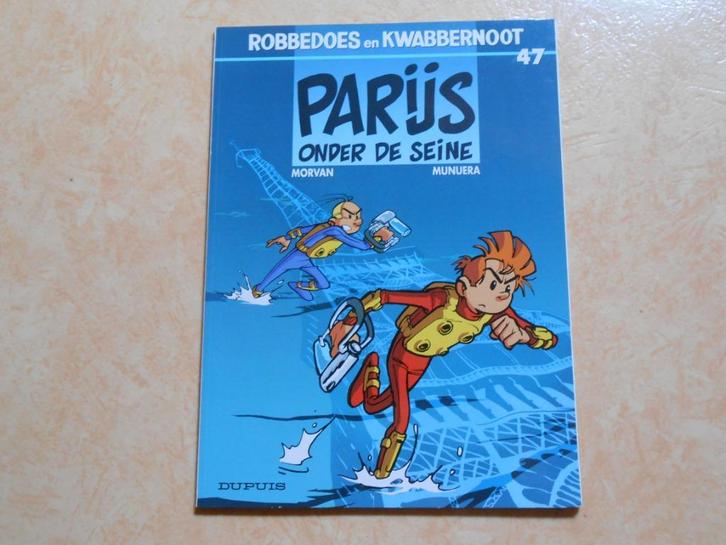 ROBBEDOES en KWABBERNOOT
47
PARIJS
ONDER DE SEINE
MORVAN MUNUERA
DUPUIS